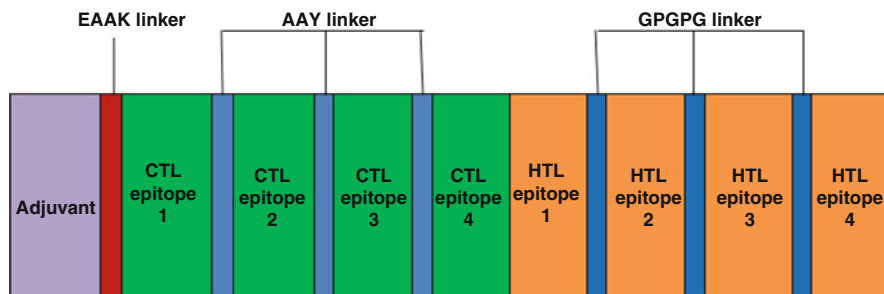 EAAK linker
AAY linker
GPGPG linker
Adjuvant
CTL
epitope
1
CTL
epitope
2
CTL
epitope
3
CTL
epitope
4
HTL
epitope
1
HTL
epitope
2
HTL
epitope
3
HTL
epitope
4